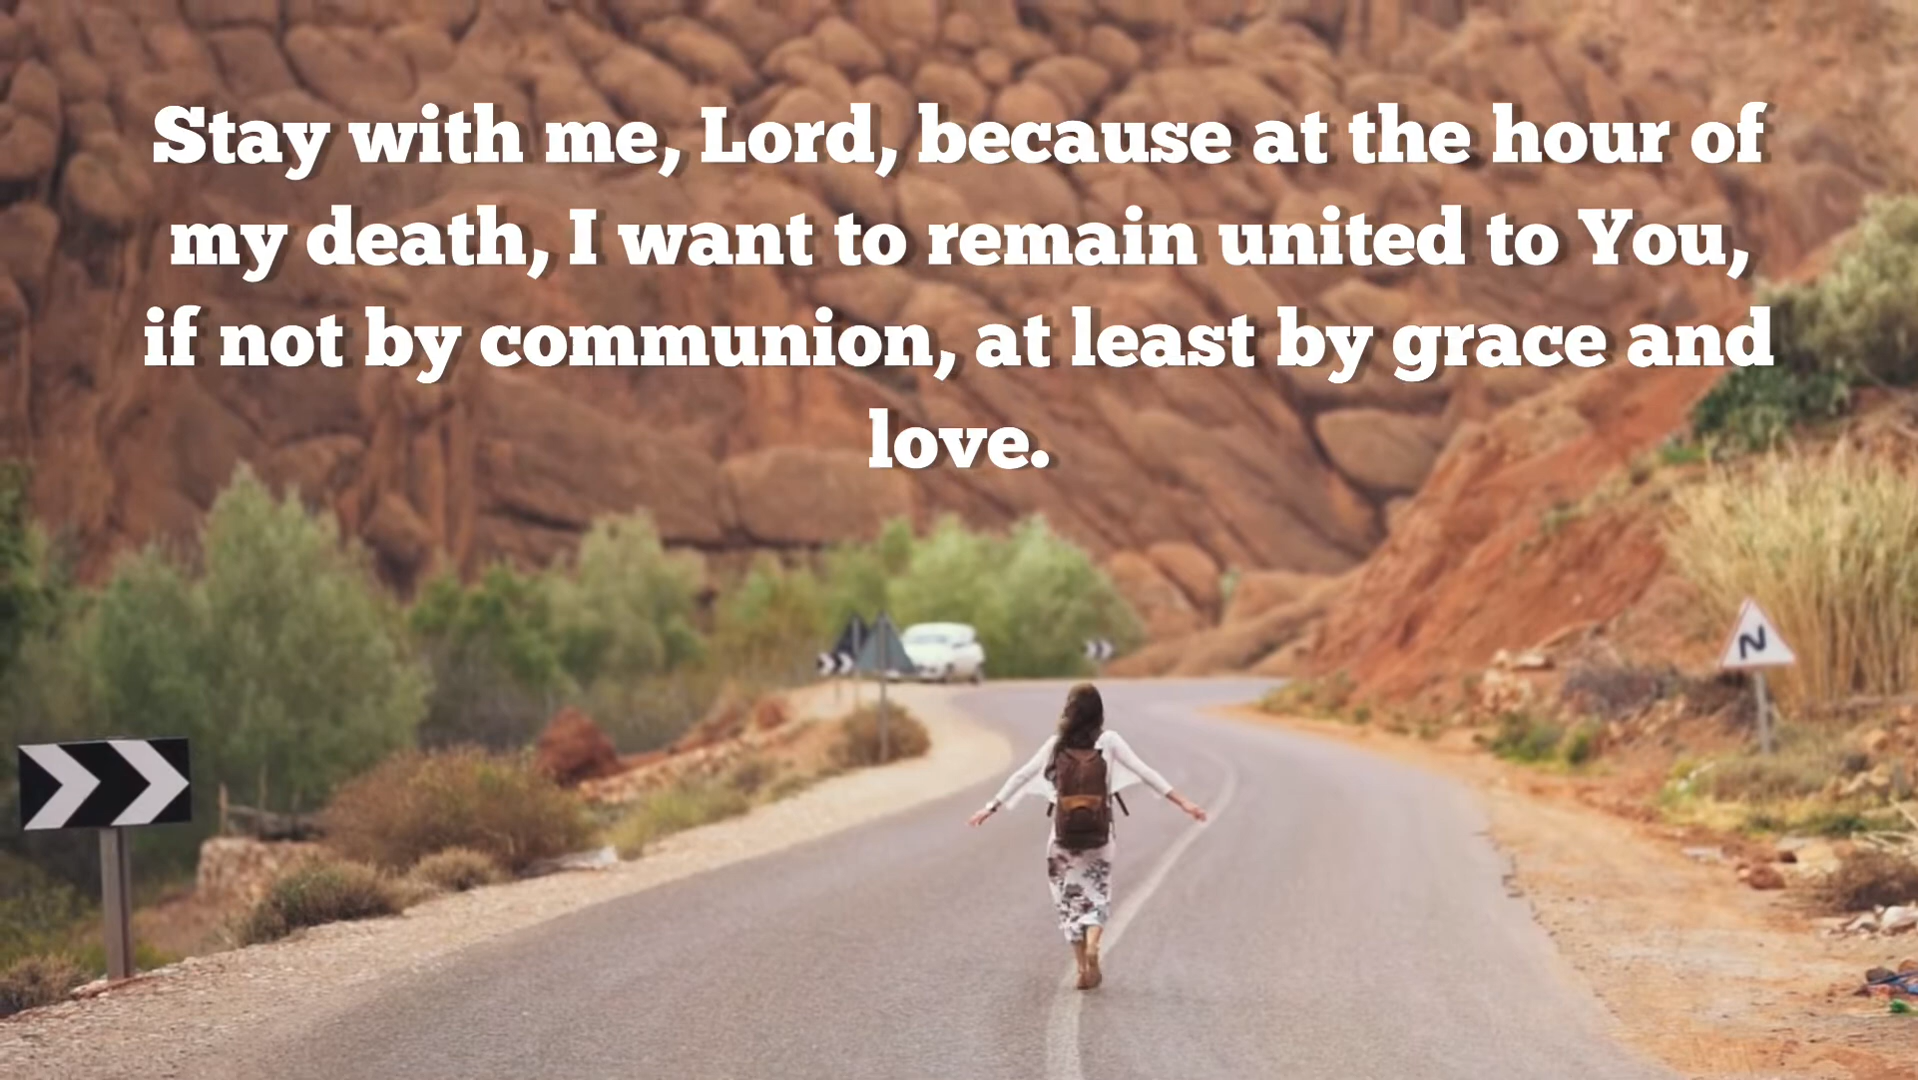 Stay with me, Lord, because at the hour of
my death, I want to remain united to You,
if not by communion, at least by grace and
love.